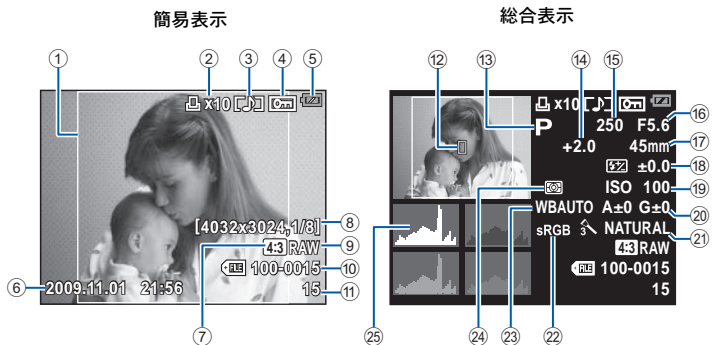 簡易表示
① ② ③ ④ ⑤
x10
[4032x3024,1/8] ⑧
4:3 RAW ⑨
FILE 100-0015 ⑩
⑥ 2009.11.01 21:56 15 ⑪
⑦
総合表示
⑫ ⑬ ⑭ ⑮
x10
P 250 F5.6 ⑯
+2.0 45mm ⑰
±0.0 ⑱
ISO 100 ⑲
WBAUTO A±0 G±0 ⑳
sRGB 3 NATURAL ㉑
4:3 RAW
FILE 100-0015
15
㉕ ㉔ ㉓ ㉒